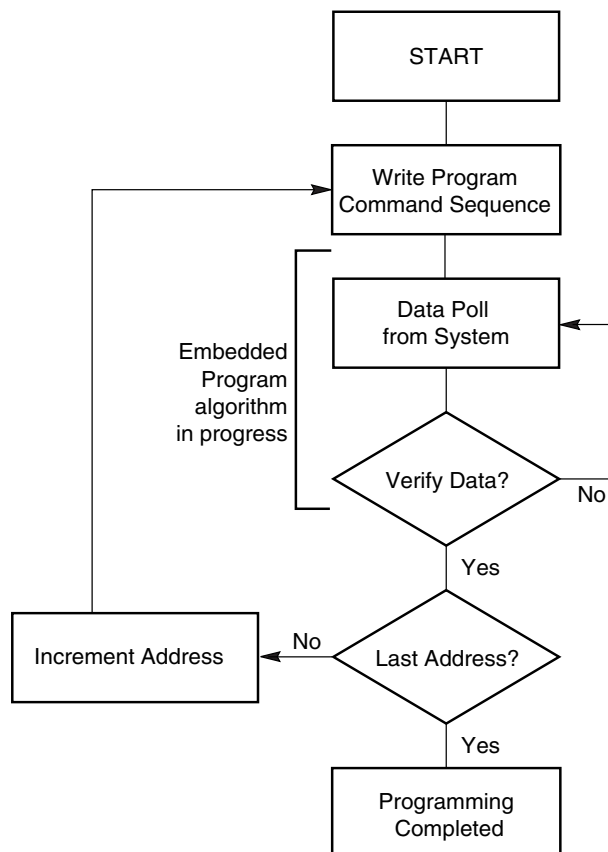 START
Write Program
Command Sequence
Data Poll
from System
Embedded
Program
algorithm
in progress
Verify Data?
No
Yes
No
Increment Address
Last Address?
Yes
Programming
Completed